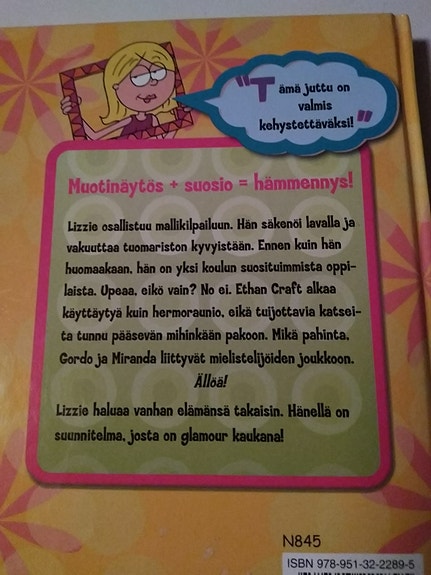 "Tämä juttu on
valmis
kehystettäväksi!"
Muotinäytös + suosio = hämmennys!
Lizzie osallistuu mallikilpailuun. Hän säkenöi lavalla ja
vakuuttaa tuomariston kyvyistään. Ennen kuin hän
huomaakaan, hän on yksi koulun suosituimmista oppi-
laista. Upeaa, eikö vain? No ei. Ethan Craft alkaa
käyttäytyä kuin hermoraunio, eikä tuijottavia katsei-
ta tunnu pääsevän mihinkään pakoon. Mikä pahinta,
Gordo ja Miranda liittyvät mielistelijöiden joukkoon.
Ällöä!
Lizzie haluaa vanhan elämänsä takaisin. Hänellä on
suunnitelma, josta on glamour kaukana!
N845
ISBN 978-951-32-2289-5